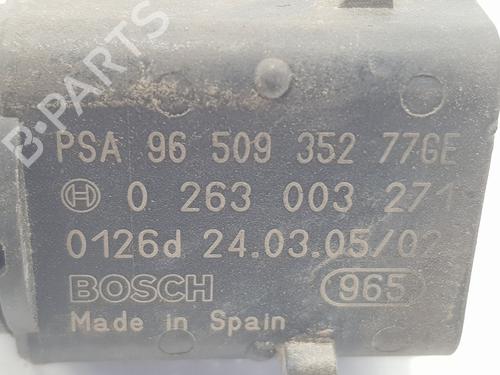 B-PARTS
PSA 96 509 352 77GE
0 263 003 271
0126d 24.03.05/02
BOSCH 965
Made in Spain